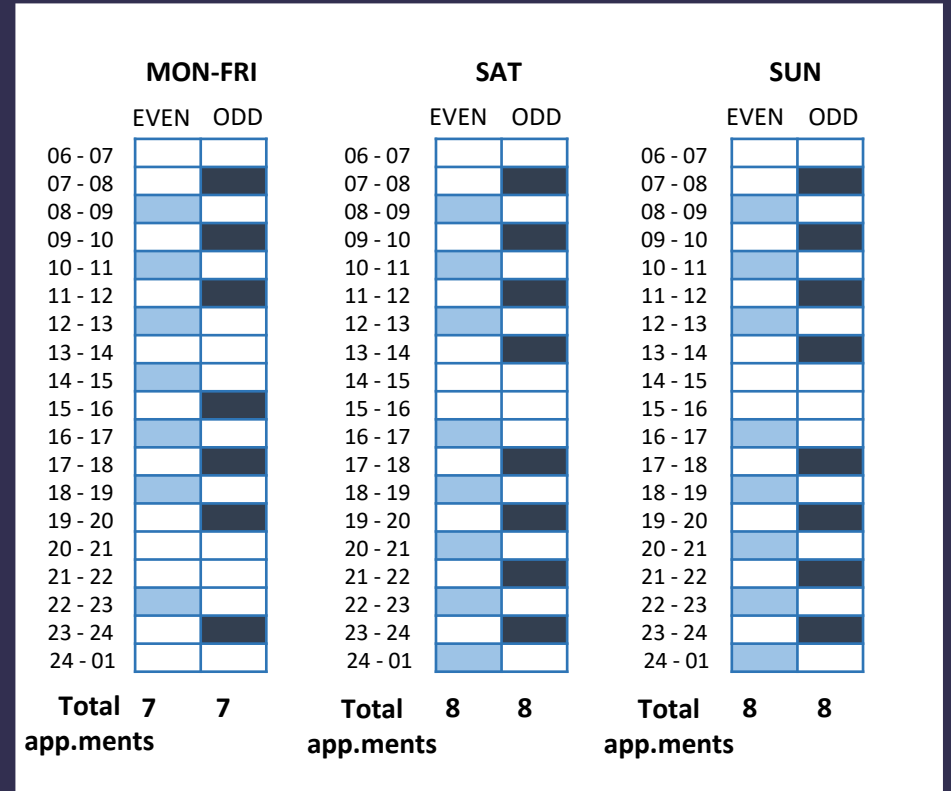 MON-FRI
EVEN ODD
06 - 07
07 - 08
08 - 09
09 - 10
10 - 11
11 - 12
12 - 13
13 - 14
14 - 15
15 - 16
16 - 17
17 - 18
18 - 19
19 - 20
20 - 21
21 - 22
22 - 23
23 - 24
24 - 01
Total 7 7
app.ments
SAT
EVEN ODD
06 - 07
07 - 08
08 - 09
09 - 10
10 - 11
11 - 12
12 - 13
13 - 14
14 - 15
15 - 16
16 - 17
17 - 18
18 - 19
19 - 20
20 - 21
21 - 22
22 - 23
23 - 24
24 - 01
Total 8 8
app.ments
SUN
EVEN ODD
06 - 07
07 - 08
08 - 09
09 - 10
10 - 11
11 - 12
12 - 13
13 - 14
14 - 15
15 - 16
16 - 17
17 - 18
18 - 19
19 - 20
20 - 21
21 - 22
22 - 23
23 - 24
24 - 01
Total 8 8
app.ments